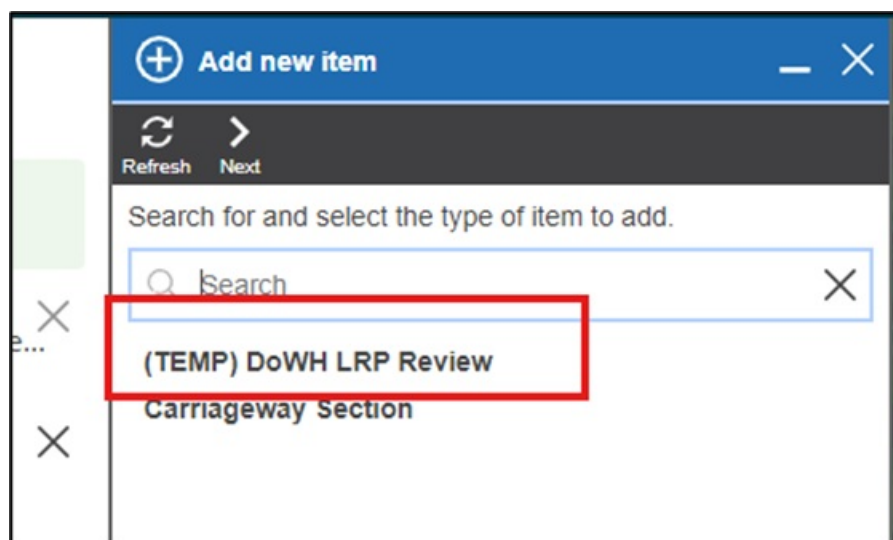 Add new item
Refresh Next
Search for and select the type of item to add.
Search
e...
(TEMP) DoWH LRP Review
Carriageway Section